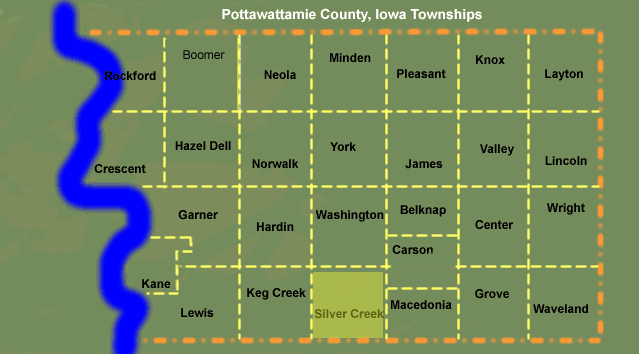 Pottawattamie County, Iowa Townships
Rockford
Boomer
Neola
Minden
Pleasant
Knox
Layton
Crescent
Hazel Dell
Norwalk
York
James
Valley
Lincoln
Garner
Hardin
Washington
Belknap
Carson
Center
Wright
Kane
Lewis
Keg Creek
Silver Creek
Macedonia
Grove
Waveland